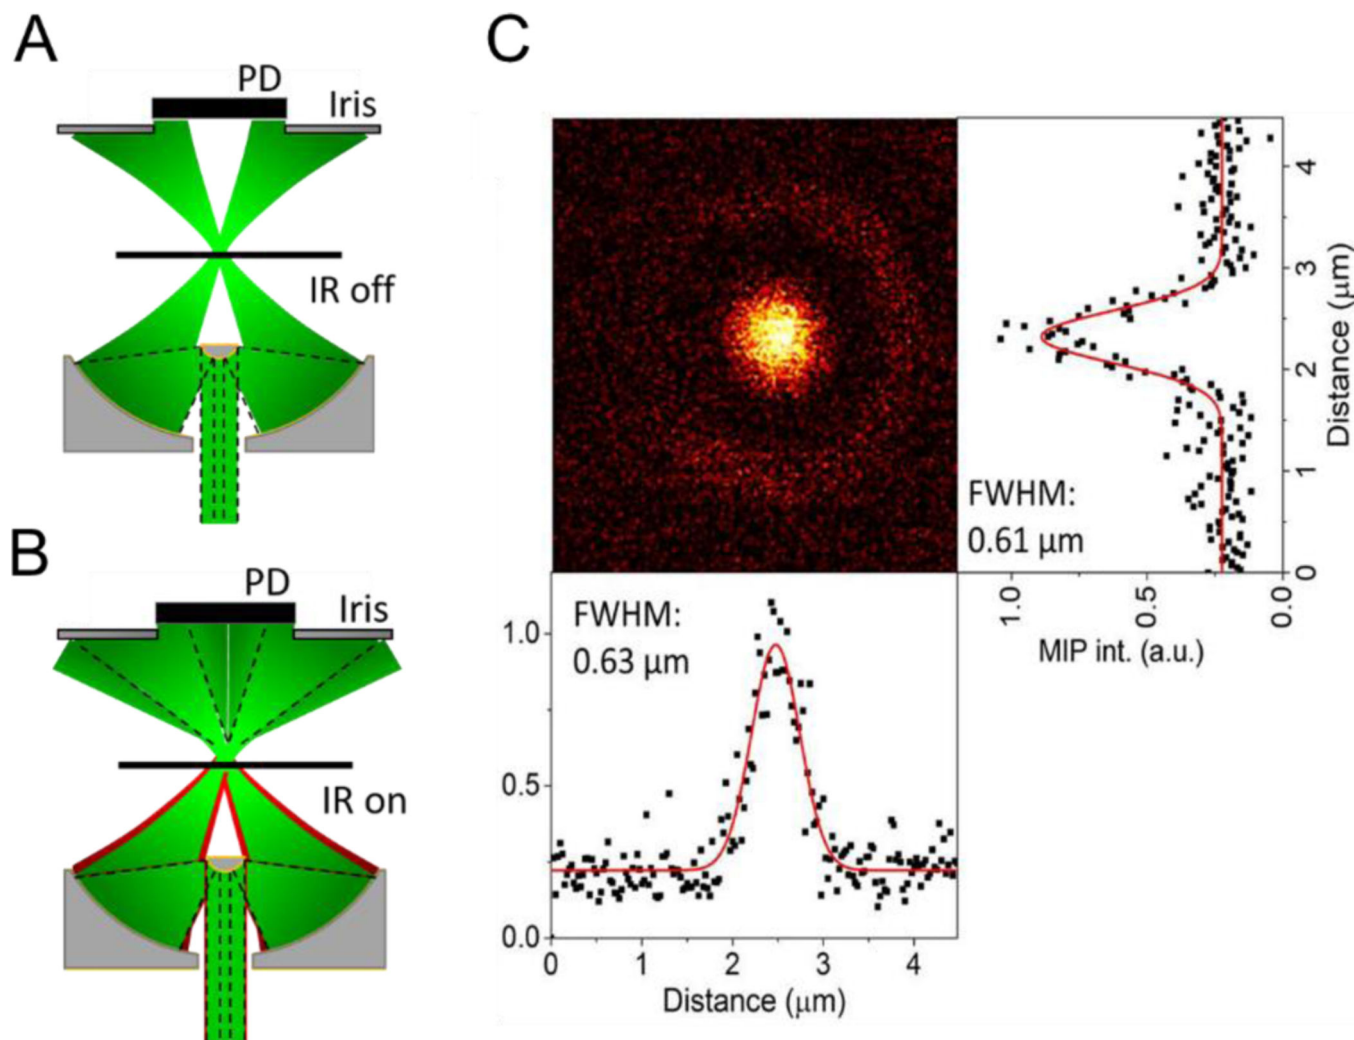 A
PD
Iris
IR off
B
PD
Iris
IR on
C
4
3
2
1
0
Distance (μm)
FWHM:
0.61 μm
1.0
0.5
0.0
MIP int. (a.u.)
FWHM:
0.63 μm
1.0
0.5
0.0
0 1 2 3 4
Distance (μm)